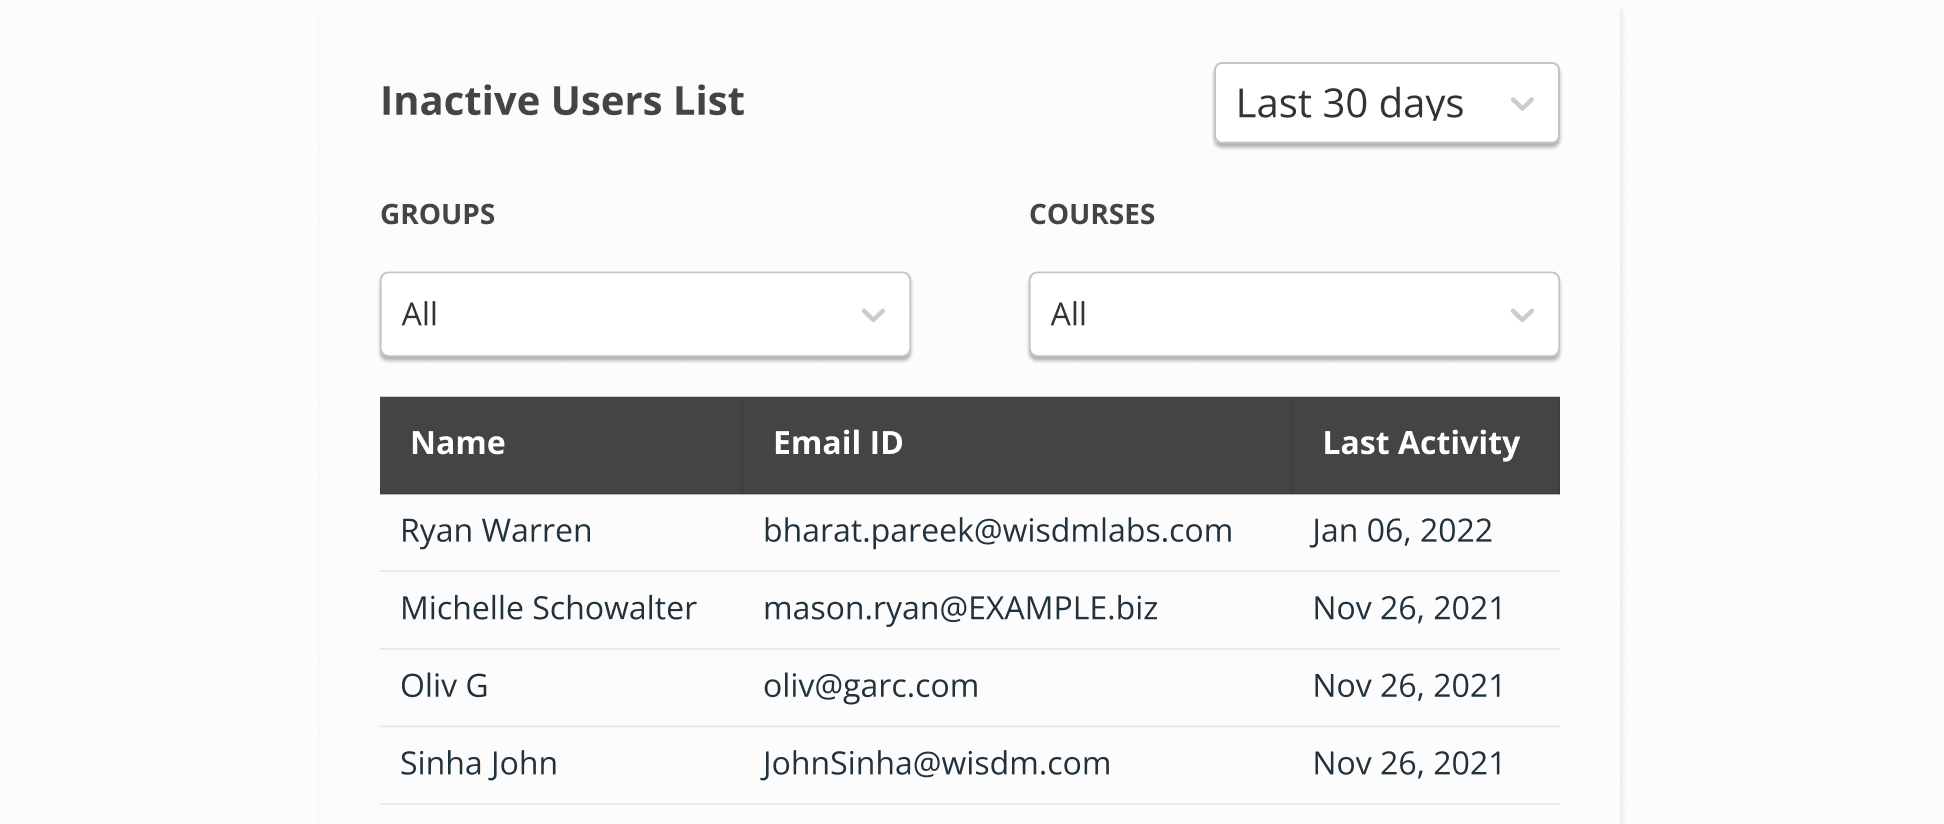 Inactive Users List
Last 30 days
GROUPS
COURSES
All
All
Name Email ID Last Activity
Ryan Warren bharat.pareek@wisdmlabs.com Jan 06, 2022
Michelle Schowalter mason.ryan@EXAMPLE.biz Nov 26, 2021
Oliv G oliv@garc.com Nov 26, 2021
Sinha John JohnSinha@wisdm.com Nov 26, 2021